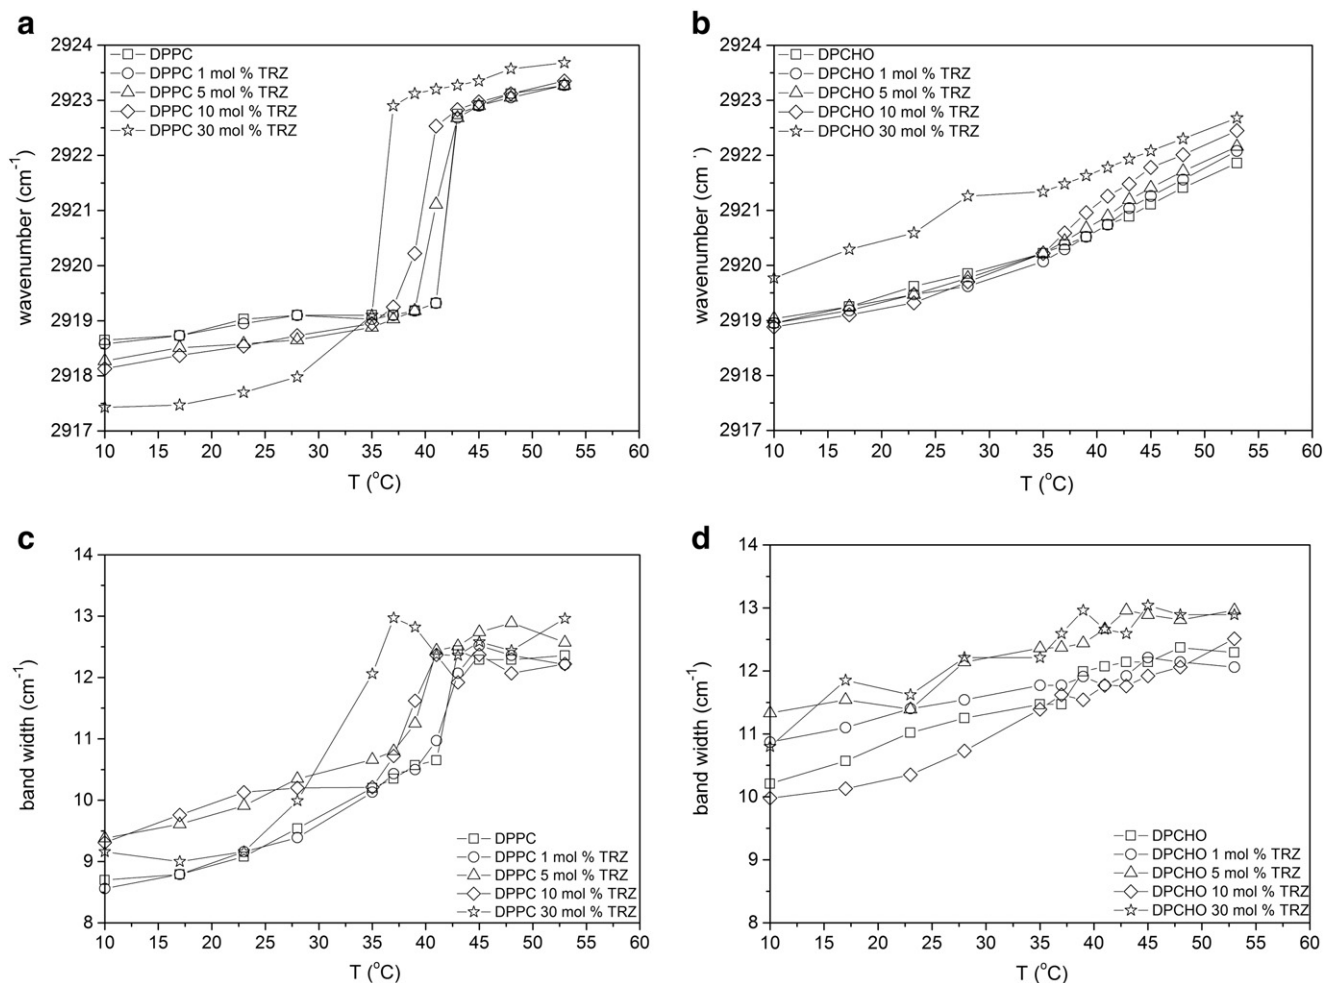 a
2924
2923
2922
2921
2920
2919
2918
2917
wavenumber (cm-1)
DPPC
DPPC 1 mol % TRZ
DPPC 5 mol % TRZ
DPPC 10 mol % TRZ
DPPC 30 mol % TRZ
10 15 20 25 30 35 40 45 50 55 60
T (oC)
b
2924
2923
2922
2921
2920
2919
2918
2917
wavenumber (cm
DPCHO
DPCHO 1 mol % TRZ
DPCHO 5 mol % TRZ
DPCHO 10 mol % TRZ
DPCHO 30 mol % TRZ
10 15 20 25 30 35 40 45 50 55 60
T (oC)
c
14
13
12
11
10
9
8
band width (cm-1)
DPPC
DPPC 1 mol % TRZ
DPPC 5 mol % TRZ
DPPC 10 mol % TRZ
DPPC 30 mol % TRZ
10 15 20 25 30 35 40 45 50 55 60
T (oC)
d
14
13
12
11
10
9
8
band width (cm-1)
DPCHO
DPCHO 1 mol % TRZ
DPCHO 5 mol % TRZ
DPCHO 10 mol % TRZ
DPCHO 30 mol % TRZ
10 15 20 25 30 35 40 45 50 55 60
T (oC)